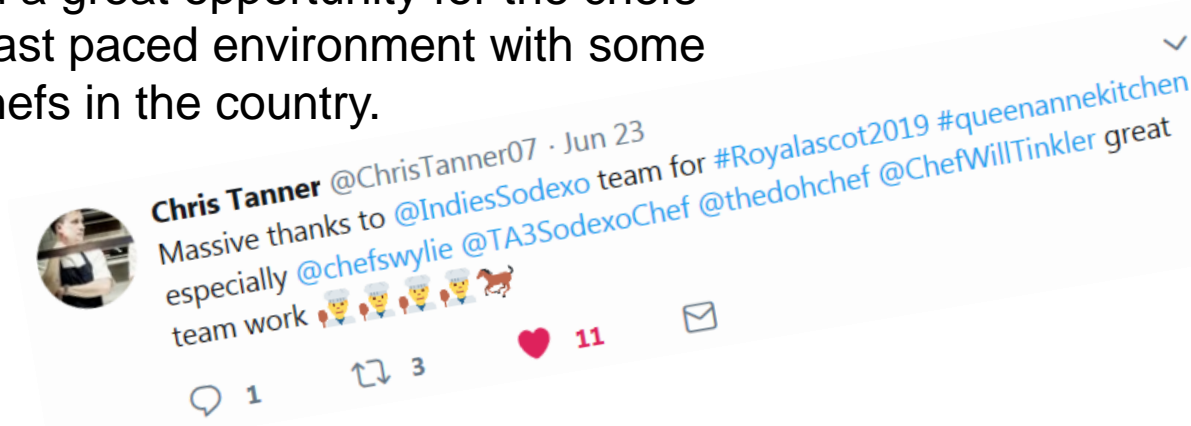 a great opportunity for the chefs
ast paced environment with some
hefs in the country.
Chris Tanner @ChrisTanner07 · Jun 23
Massive thanks to @IndiesSodexo team for #Royalascot2019 #queenannekitchen
especially @chefswylie @TA3SodexoChef @thedohchef @ChefWillTinkler great
team work 👨‍🍳👨‍🍳👨‍🍳👨‍🍳🐎
1 3 11